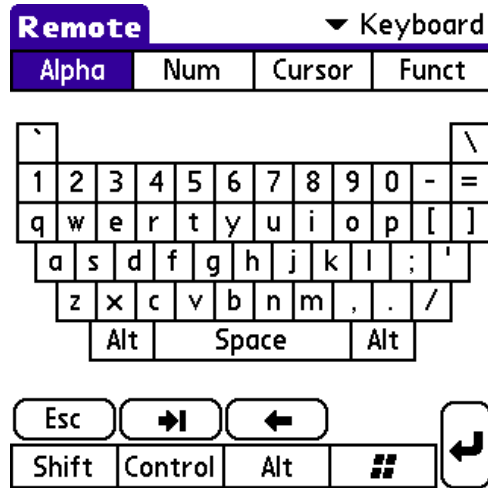 Remote Keyboard
Alpha Num Cursor Funct
` \
1 2 3 4 5 6 7 8 9 0 - =
q w e r t y u i o p [ ]
a s d f g h j k l ; '
z x c v b n m , . /
Alt Space Alt
Esc
Shift Control Alt